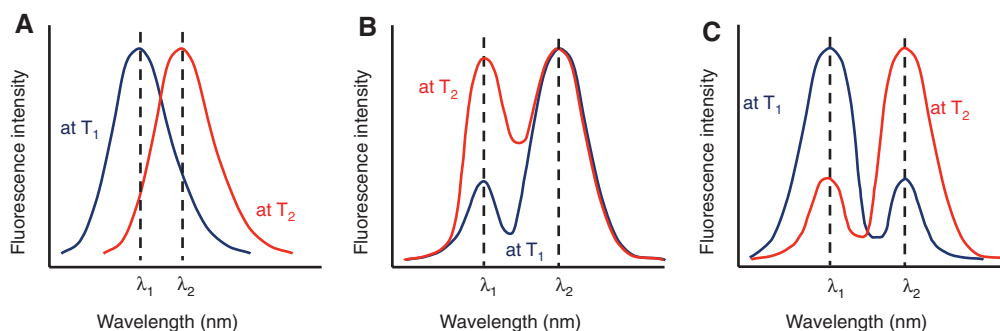 A
Fluorescence intensity
at T₁
at T₂
λ₁
λ₂
Wavelength (nm)
B
Fluorescence intensity
at T₂
at T₁
λ₁
λ₂
Wavelength (nm)
C
Fluorescence intensity
at T₁
at T₂
λ₁
λ₂
Wavelength (nm)